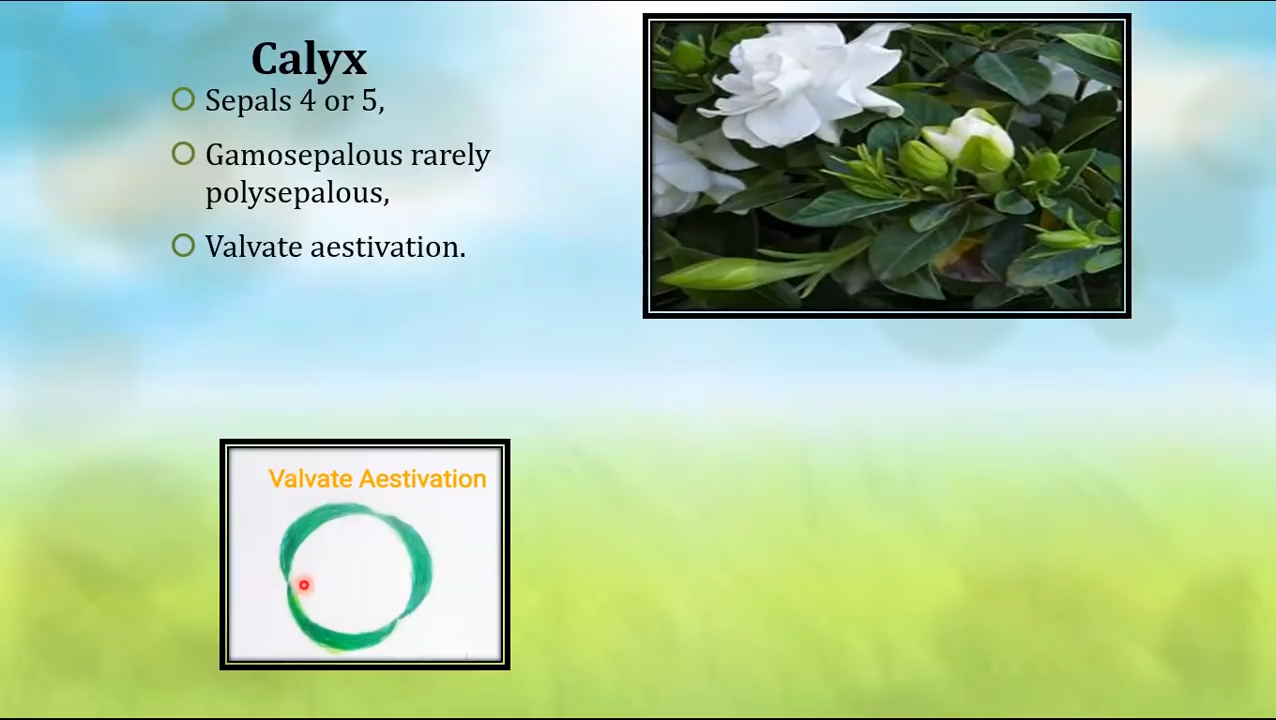 Calyx
Sepals 4 or 5,
Gamosepalous rarely
polysepalous,
Valvate aestivation.
Valvate Aestivation